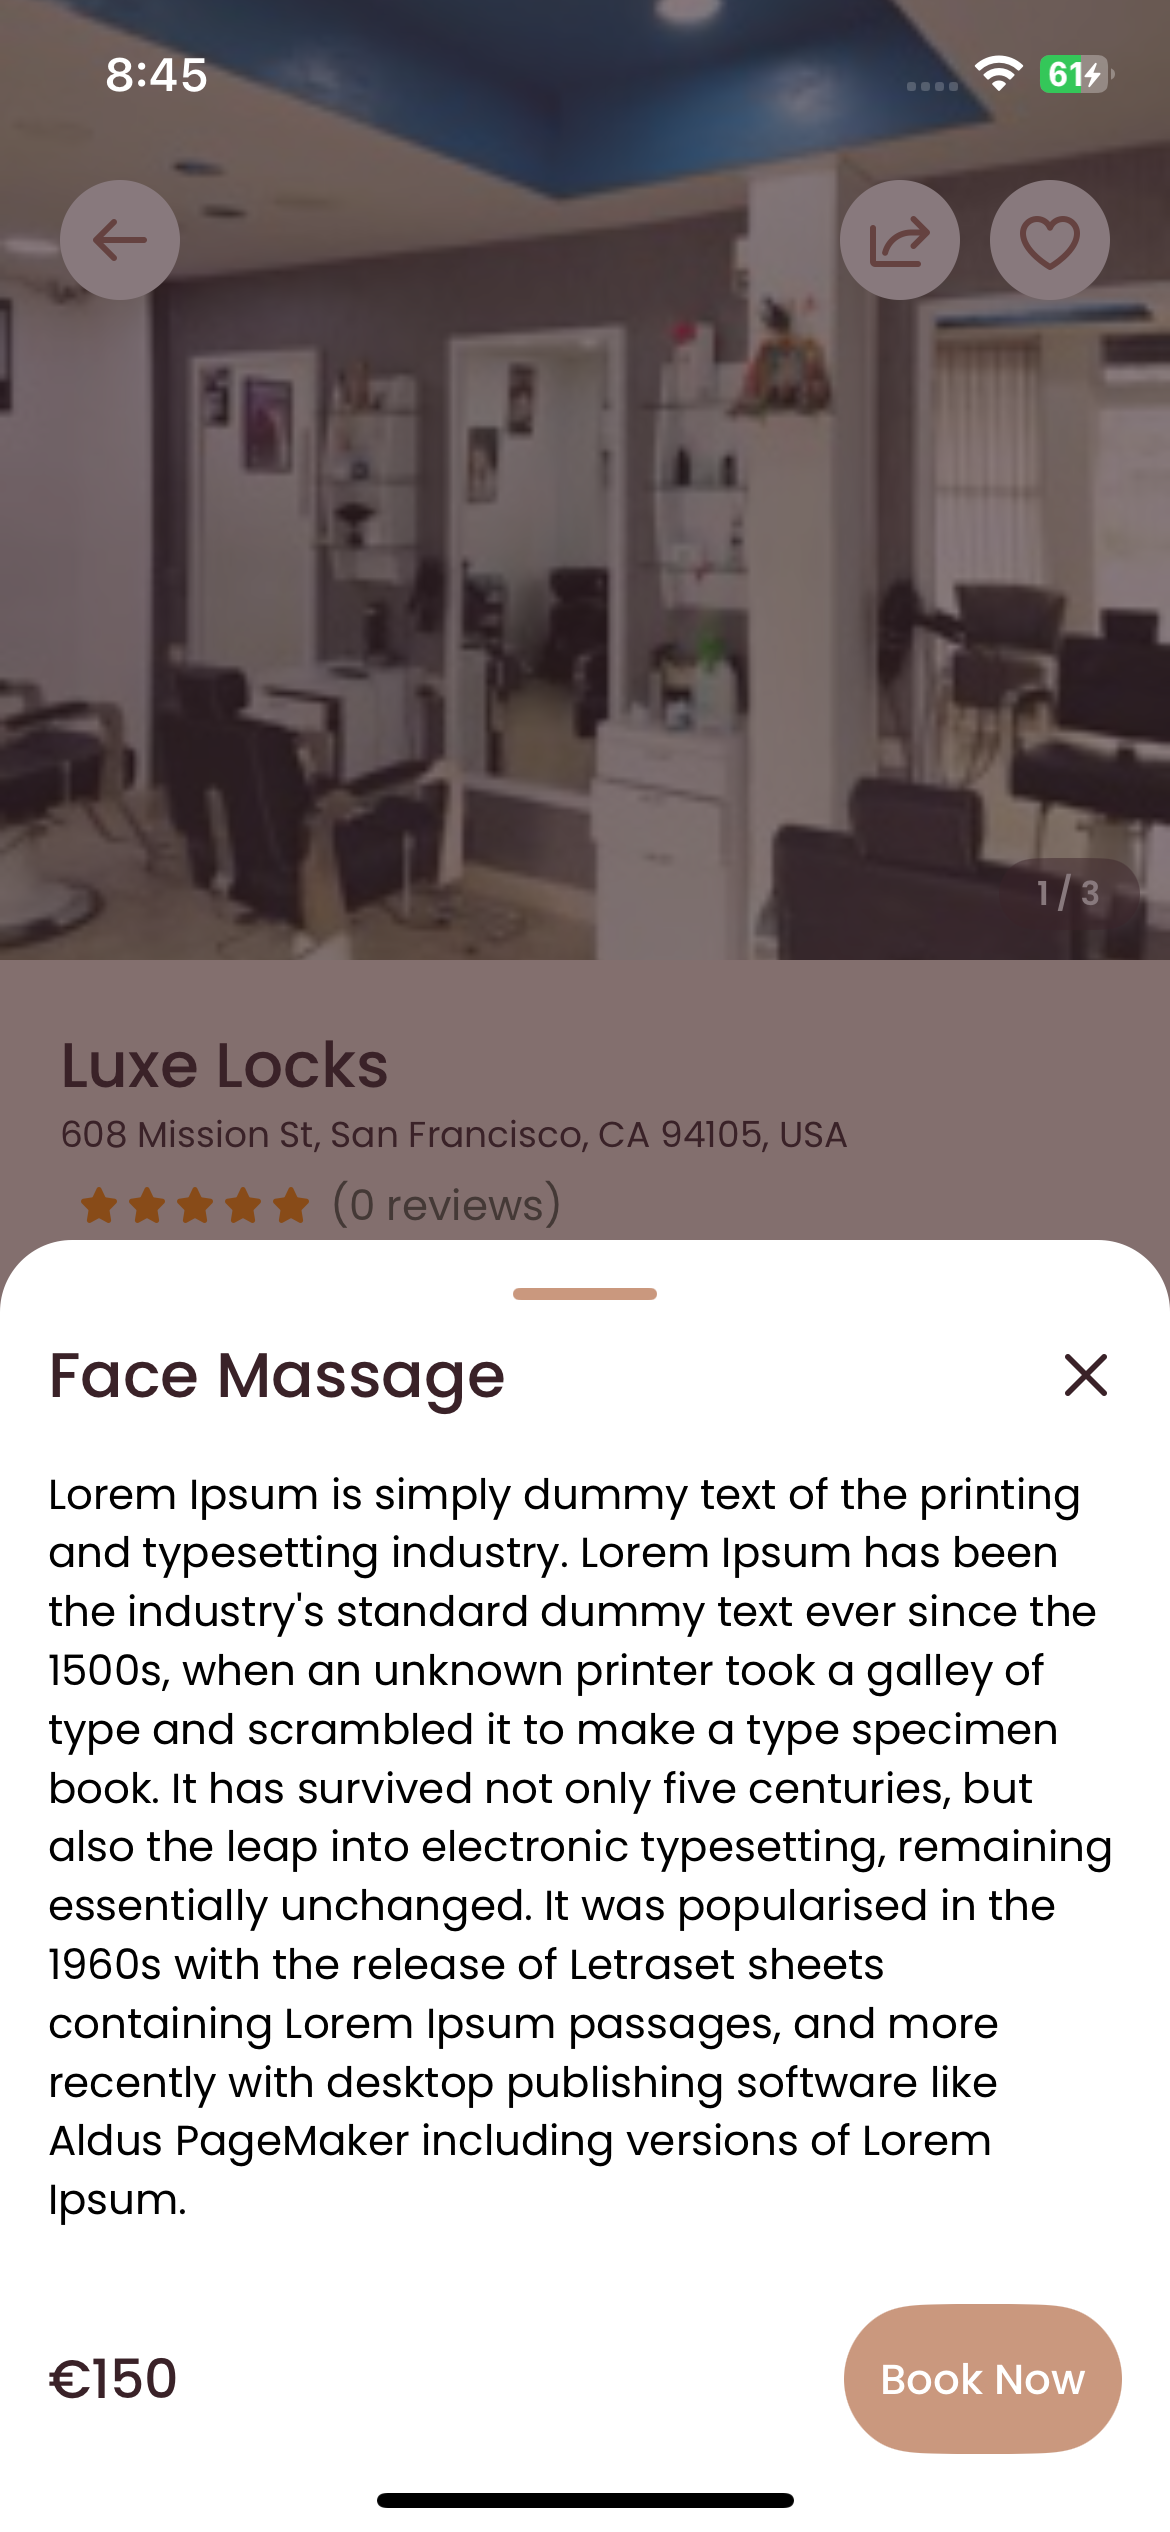 8:45
61
1 / 3
Luxe Locks
608 Mission St, San Francisco, CA 94105, USA
(0 reviews)
Face Massage
Lorem Ipsum is simply dummy text of the printing
and typesetting industry. Lorem Ipsum has been
the industry's standard dummy text ever since the
1500s, when an unknown printer took a galley of
type and scrambled it to make a type specimen
book. It has survived not only five centuries, but
also the leap into electronic typesetting, remaining
essentially unchanged. It was popularised in the
1960s with the release of Letraset sheets
containing Lorem Ipsum passages, and more
recently with desktop publishing software like
Aldus PageMaker including versions of Lorem
Ipsum.
€150
Book Now